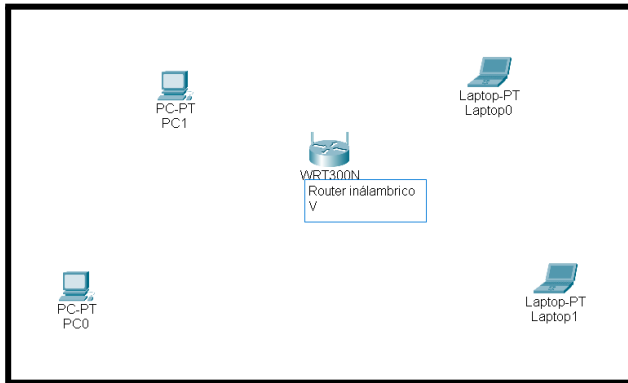 PC-PT
PC1
Laptop-PT
Laptop0
WRT300N
Router inálambrico
V
PC-PT
PC0
Laptop-PT
Laptop1